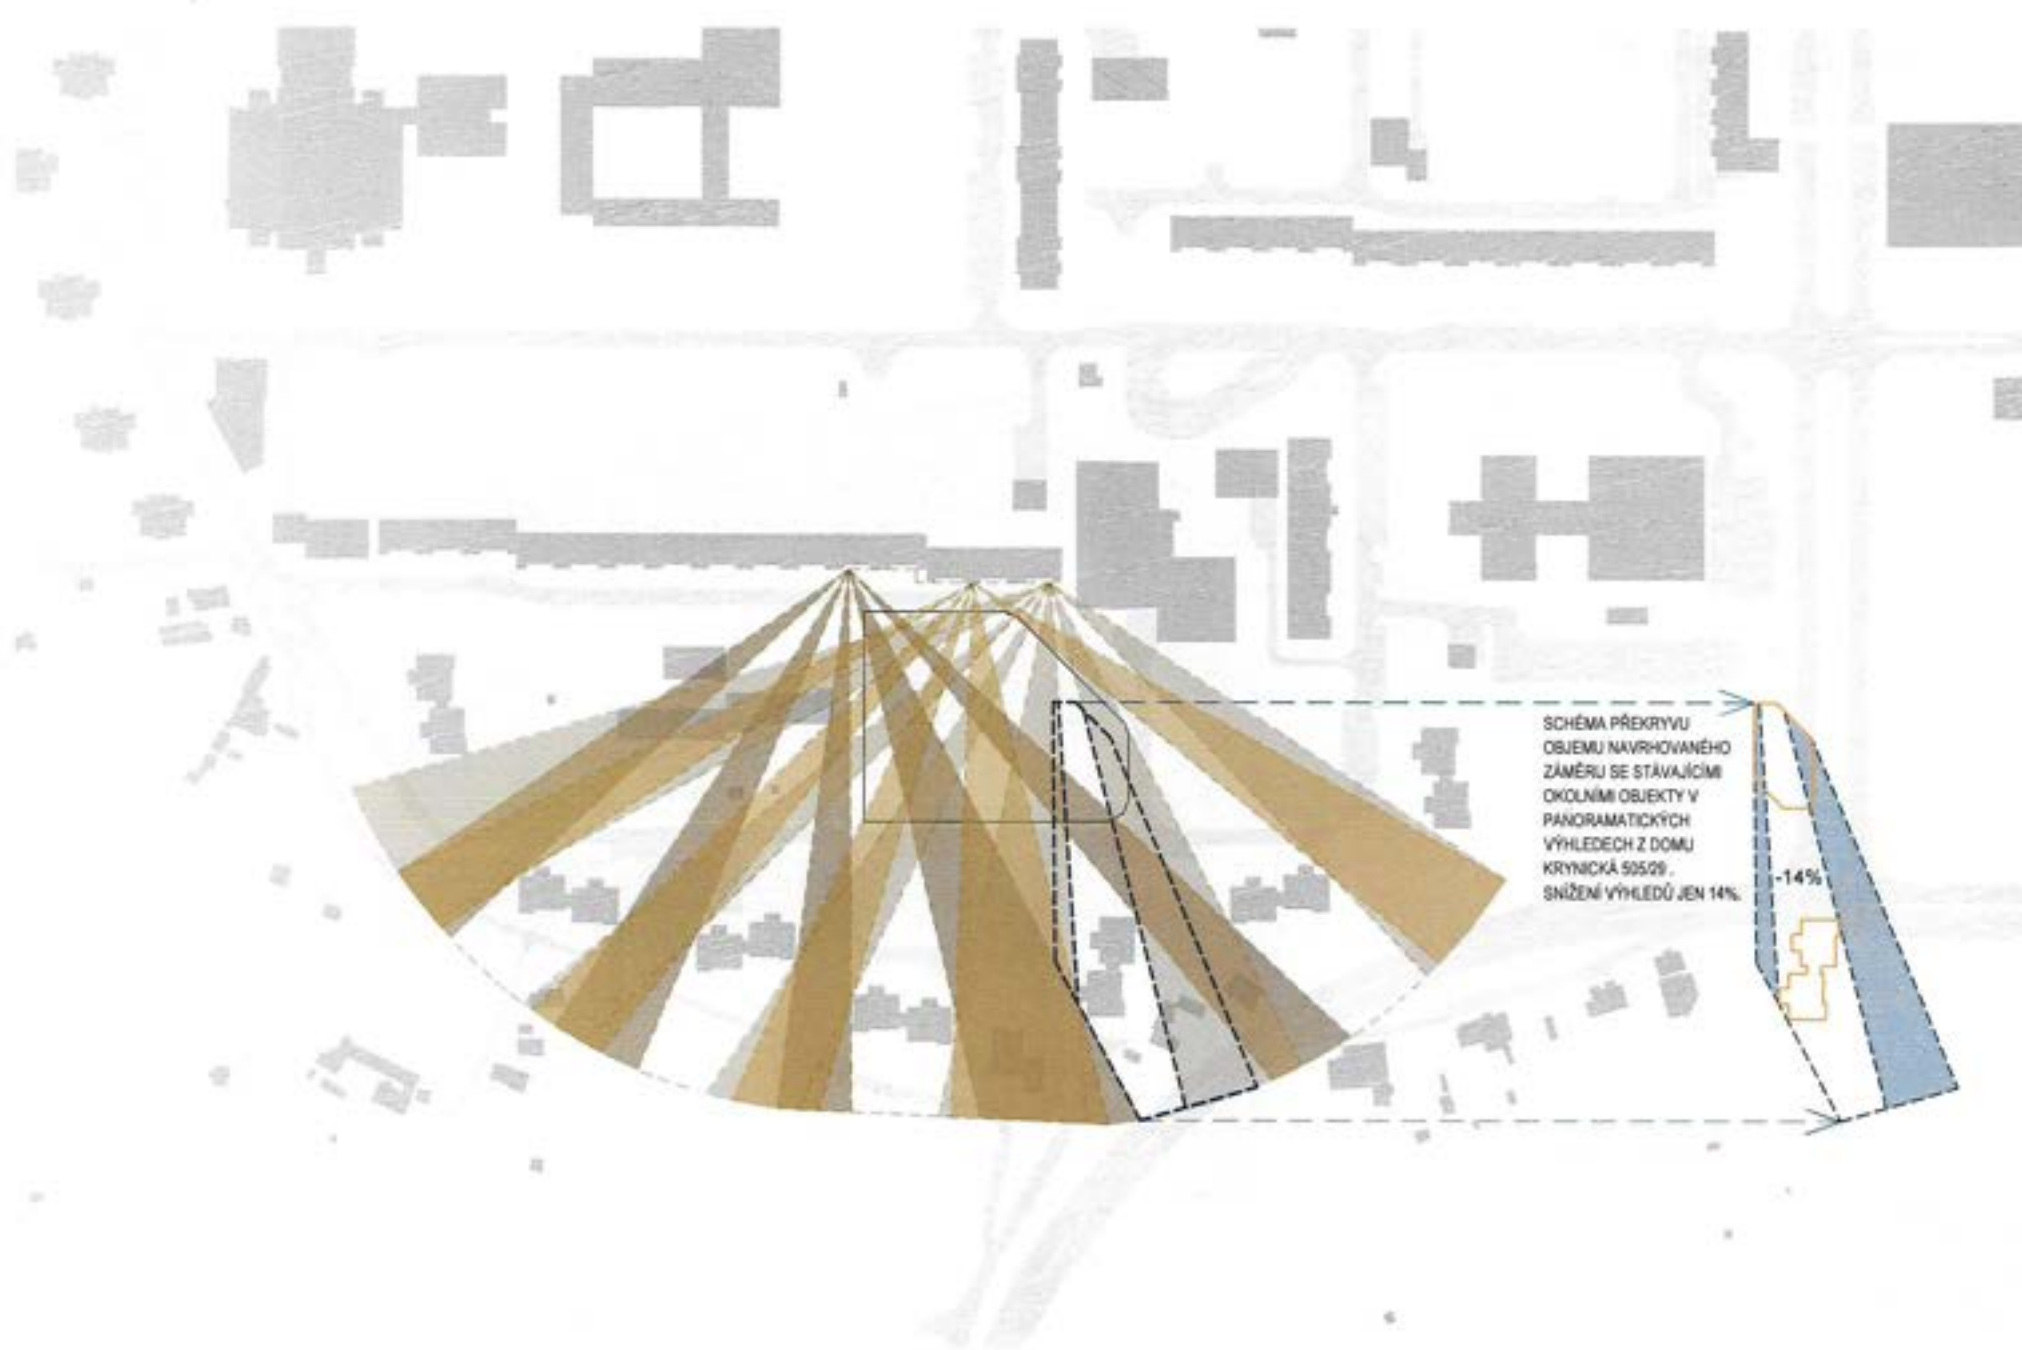 SCHÉMA PŘEKRYVU
OBJEMU NAVRHOVANÉHO
ZÁMĚRU SE STÁVAJÍCÍMI
OKOLNÍMI OBJEKTY V
PANORAMATICKÝCH
VÝHLEDECH Z DOMU
KRYNICKÁ 505/29 .
SNÍŽENÍ VÝHLEDŮ JEN 14%.
-14%